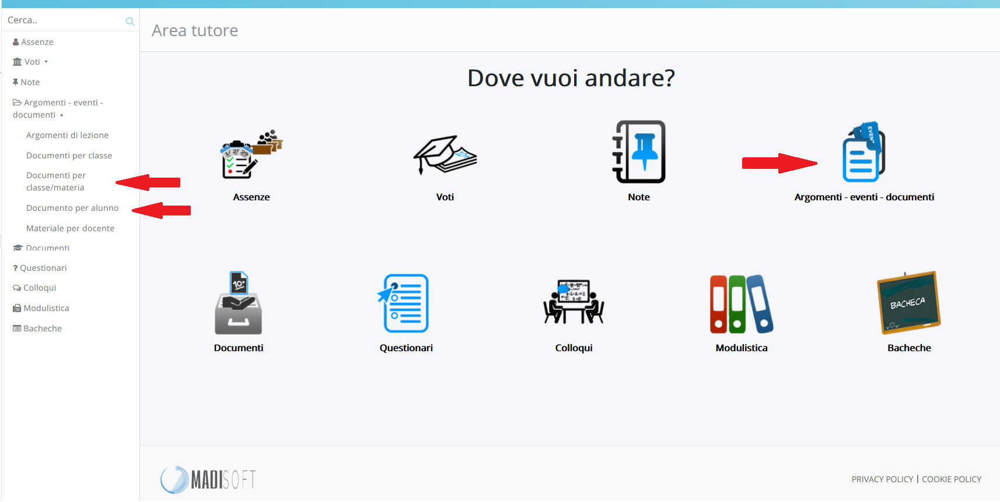 Cerca..
Assenze
Voti
Note
Argomenti - eventi -
documenti
Argomenti di lezione
Documenti per classe
Documenti per
classe/materia
Documento per alunno
Materiale per docente
Documenti
Questionari
Colloqui
Modulistica
Bacheche
Area tutore
Dove vuoi andare?
EVEN
Assenze
Voti
Note
Argomenti - eventi - documenti
10+
BACHECA
Documenti
Questionari
Colloqui
Modulistica
Bacheche
MADISOFT
PRIVACY POLICY | COOKIE POLICY